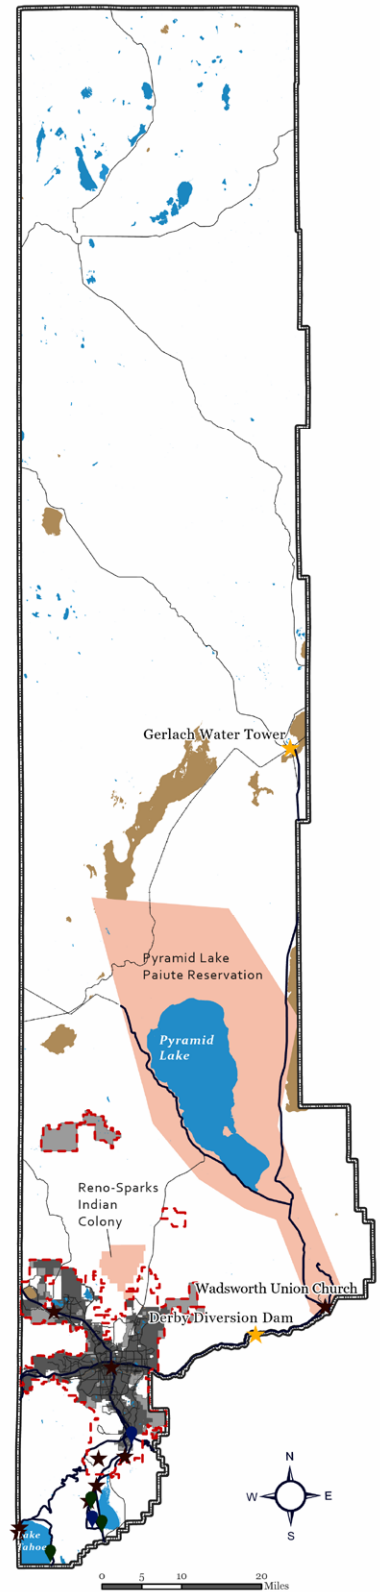 Gerlach Water Tower
Pyramid Lake
Paiute Reservation
Pyramid
Lake
Reno-Sparks
Indian
Colony
Wadsworth Union Church
Derby Diversion Dam
Lake
Tahoe
N
W
E
S
0
5
10
20
Miles